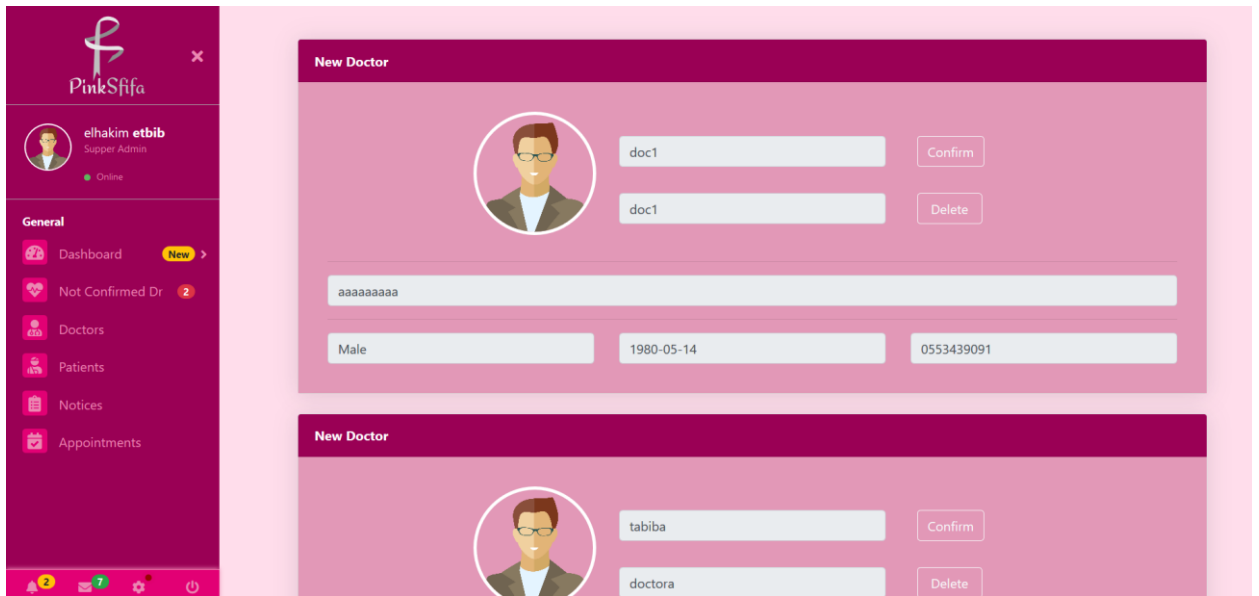 PinkSfifa
elhakim etbib
Supper Admin
Online
General
Dashboard New
Not Confirmed Dr 2
Doctors
Patients
Notices
Appointments
2 7
New Doctor
doc1 Confirm
doc1 Delete
aaaaaaaaa
Male 1980-05-14 0553439091
New Doctor
tabiba Confirm
doctora Delete